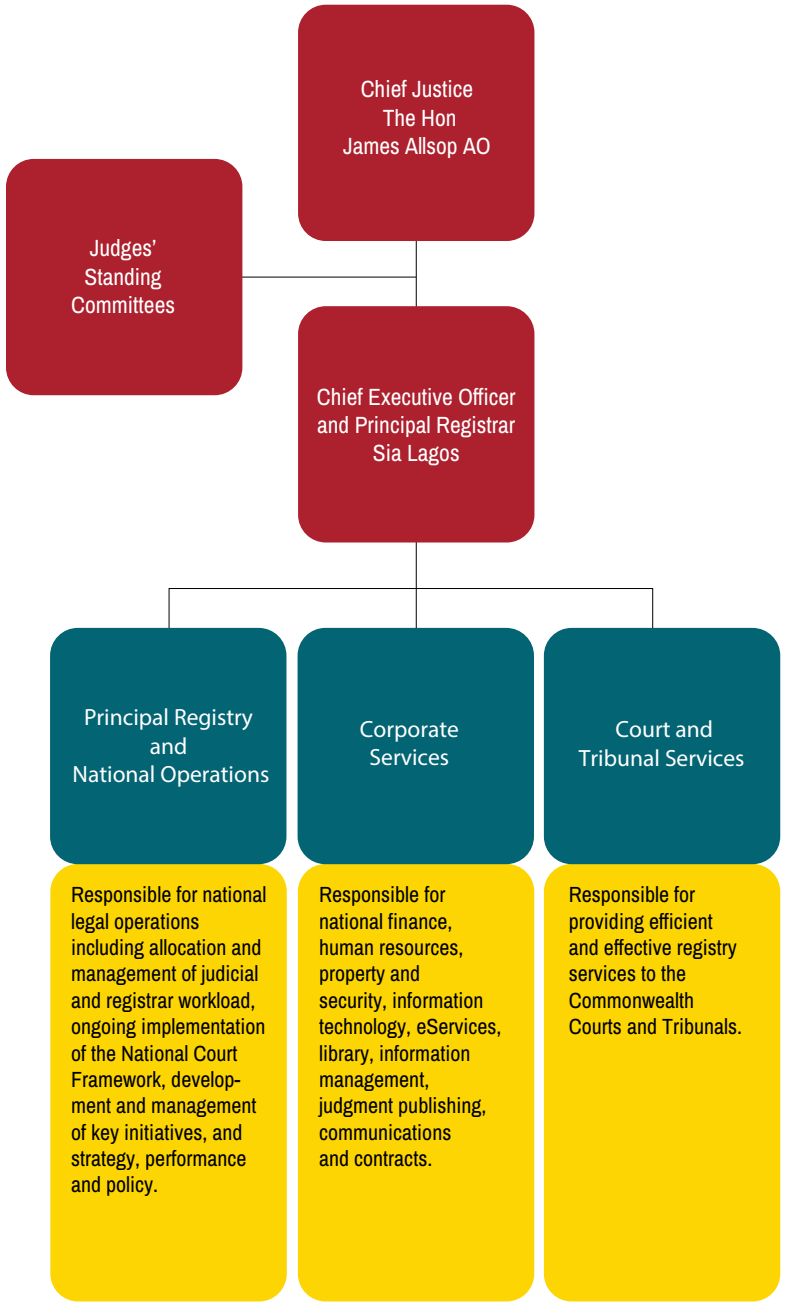 Chief Justice
The Hon
James Allsop AO
Judges’
Standing
Committees
Chief Executive Officer
and Principal Registrar
Sia Lagos
Principal Registry
and
National Operations
Corporate
Services
Court and
Tribunal Services
Responsible for national
legal operations
including allocation and
management of judicial
and registrar workload,
ongoing implementation
of the National Court
Framework, develop-
ment and management
of key initiatives, and
strategy, performance
and policy.
Responsible for
national finance,
human resources,
property and
security, information
technology, eServices,
library, information
management,
judgment publishing,
communications
and contracts.
Responsible for
providing efficient
and effective registry
services to the
Commonwealth
Courts and Tribunals.